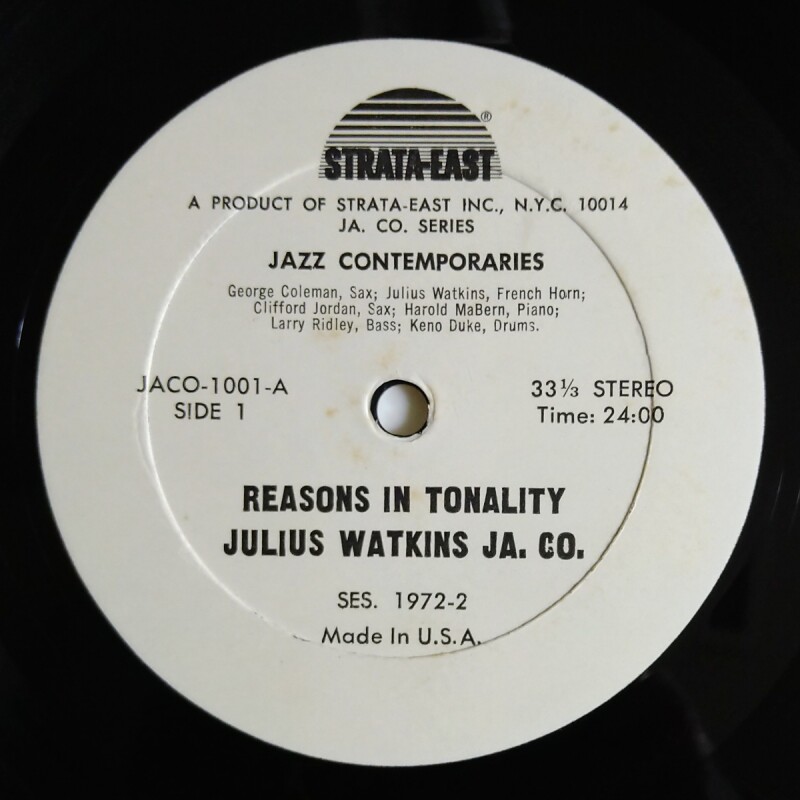 STRATA-EAST ®
A PRODUCT OF STRATA-EAST INC., N.Y.C. 10014
JA. CO. SERIES
JAZZ CONTEMPORARIES
George Coleman, Sax; Julius Watkins, French Horn;
Clifford Jordan, Sax; Harold MaBern, Piano;
Larry Ridley, Bass; Keno Duke, Drums.
JACO-1001-A
SIDE 1
33⅓ STEREO
Time: 24:00
REASONS IN TONALITY
JULIUS WATKINS JA. CO.
SES. 1972-2
Made In U.S.A.